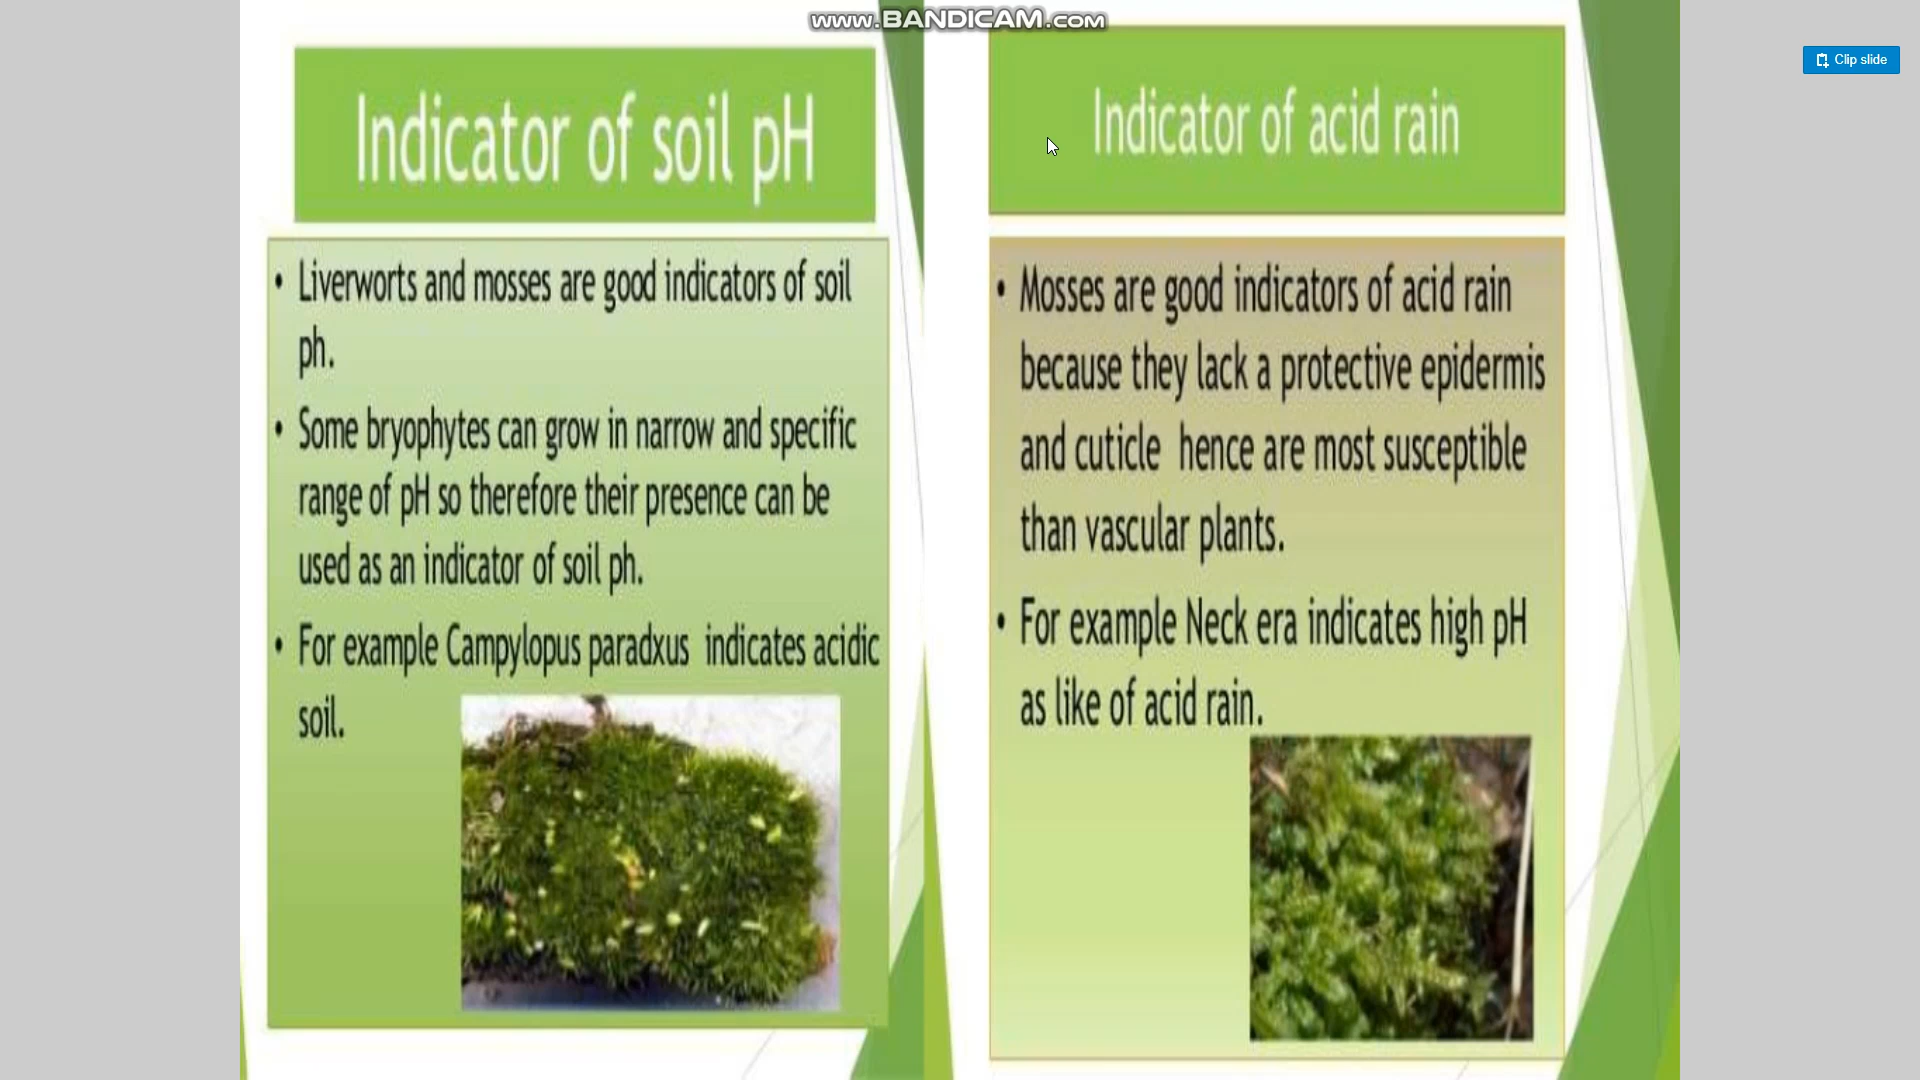 www.BANDICAM.com
Clip slide
Indicator of soil pH
• Liverworts and mosses are good indicators of soil
ph.
• Some bryophytes can grow in narrow and specific
range of pH so therefore their presence can be
used as an indicator of soil ph.
• For example Campylopus paradxus indicates acidic
soil.
Indicator of acid rain
• Mosses are good indicators of acid rain
because they lack a protective epidermis
and cuticle hence are most susceptible
than vascular plants.
• For example Neck era indicates high pH
as like of acid rain.